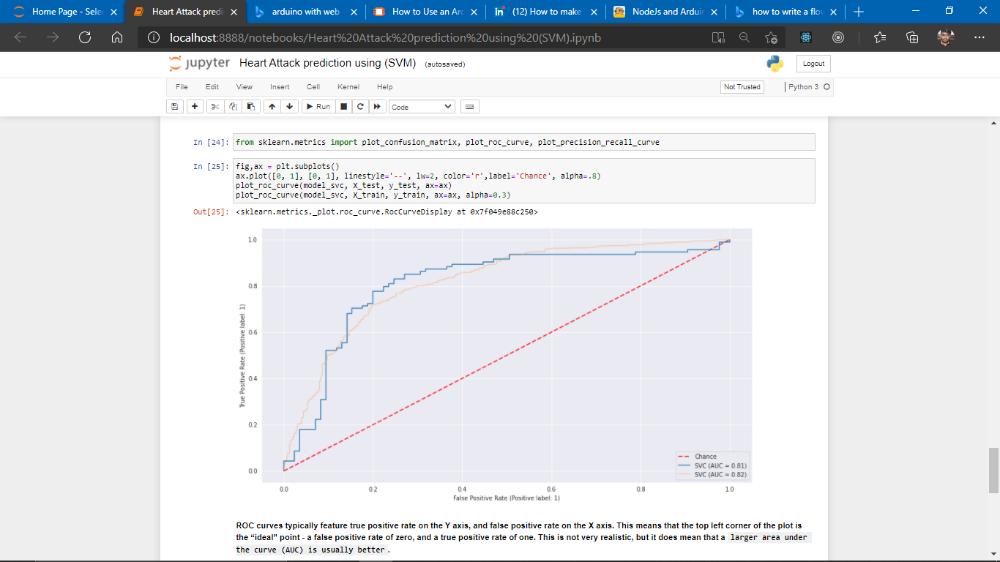 Home Page - Selec
Heart Attack predi
arduino with web
How to Use an Ard
(12) How to make
NodeJs and Arduin
how to write a flow
localhost:8888/notebooks/Heart%20Attack%20prediction%20using%20(SVM).ipynb
jupyter Heart Attack prediction using (SVM) (autosaved)
Logout
File Edit View Insert Cell Kernel Help
Not Trusted
Python 3
Run
Code
In [24]: from sklearn.metrics import plot_confusion_matrix, plot_roc_curve, plot_precision_recall_curve
In [25]: fig,ax = plt.subplots()
ax.plot([0, 1], [0, 1], linestyle='--', lw=2, color='r',label='Chance', alpha=.8)
plot_roc_curve(model_svc, X_test, y_test, ax=ax)
plot_roc_curve(model_svc, X_train, y_train, ax=ax, alpha=0.3)
Out[25]: <sklearn.metrics._plot.roc_curve.RocCurveDisplay at 0x7f049e88c250>
1.0
0.8
0.6
0.4
0.2
0.0
True Positive Rate (Positive label: 1)
Chance
SVC (AUC = 0.81)
SVC (AUC = 0.82)
0.0 0.2 0.4 0.6 0.8 1.0
False Positive Rate (Positive label: 1)
ROC curves typically feature true positive rate on the Y axis, and false positive rate on the X axis. This means that the top left corner of the plot is
the “ideal” point - a false positive rate of zero, and a true positive rate of one. This is not very realistic, but it does mean that a larger area under
the curve (AUC) is usually better .